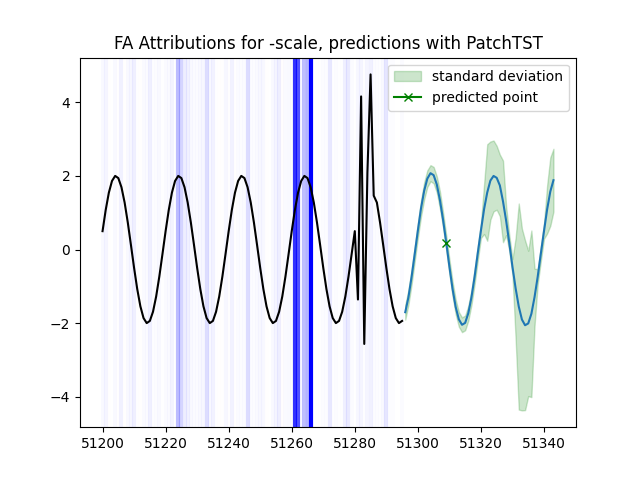 FA Attributions for -scale, predictions with PatchTST
standard deviation
predicted point
4
2
0
−2
−4
51200 51220 51240 51260 51280 51300 51320 51340